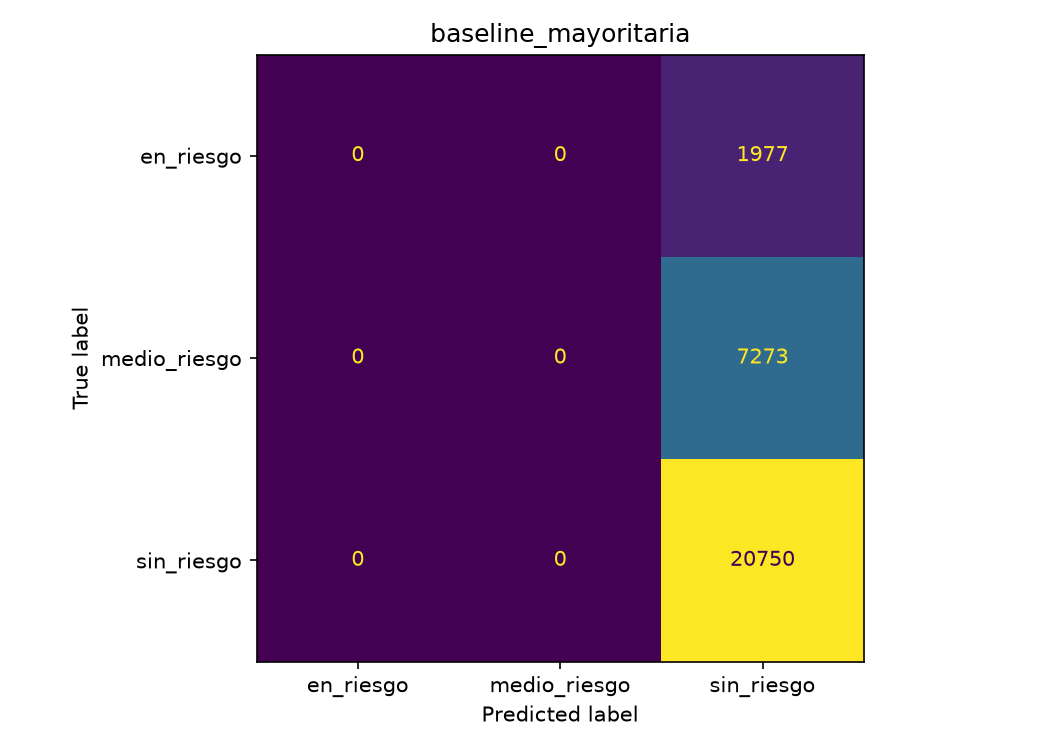 baseline_mayoritaria
True label
en_riesgo
0 0 1977
medio_riesgo
0 0 7273
sin_riesgo
0 0 20750
en_riesgo medio_riesgo sin_riesgo
Predicted label